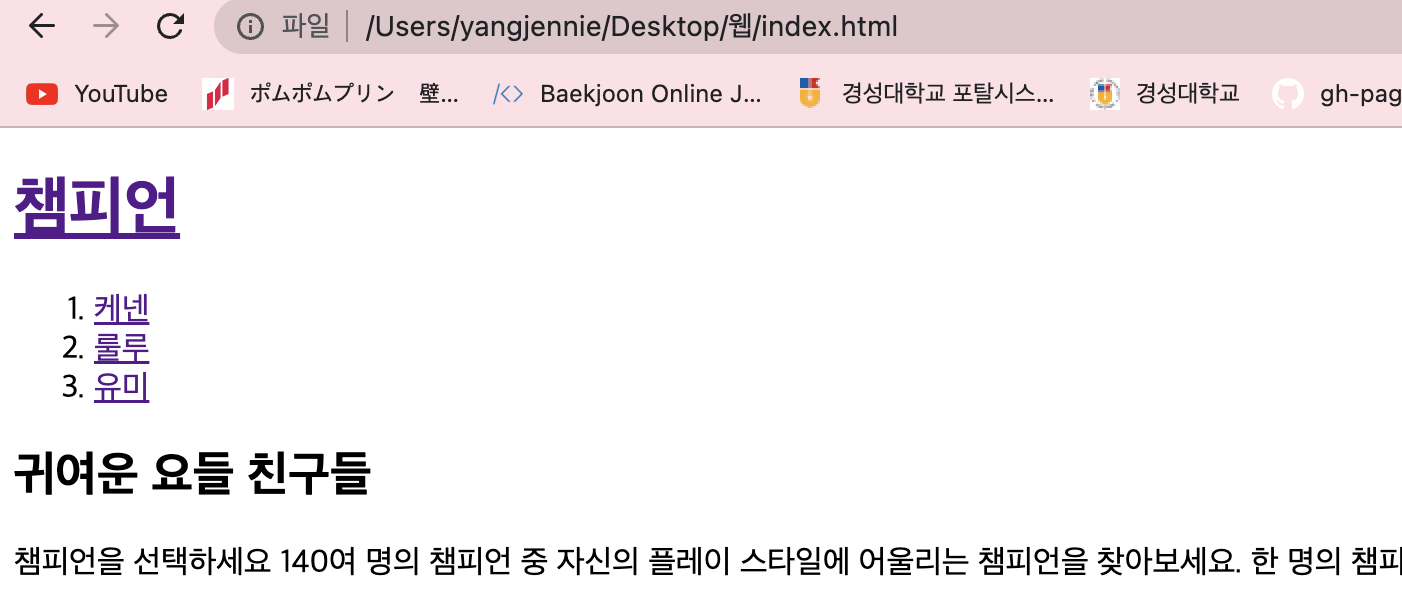 파일 | /Users/yangjennie/Desktop/웹/index.html
YouTube ポムポムプリン 壁... Baekjoon Online J... 경성대학교 포탈시스... 경성대학교 gh-pag
챔피언
1. 케넨
2. 룰루
3. 유미
귀여운 요들 친구들
챔피언을 선택하세요 140여 명의 챔피언 중 자신의 플레이 스타일에 어울리는 챔피언을 찾아보세요. 한 명의 챔피